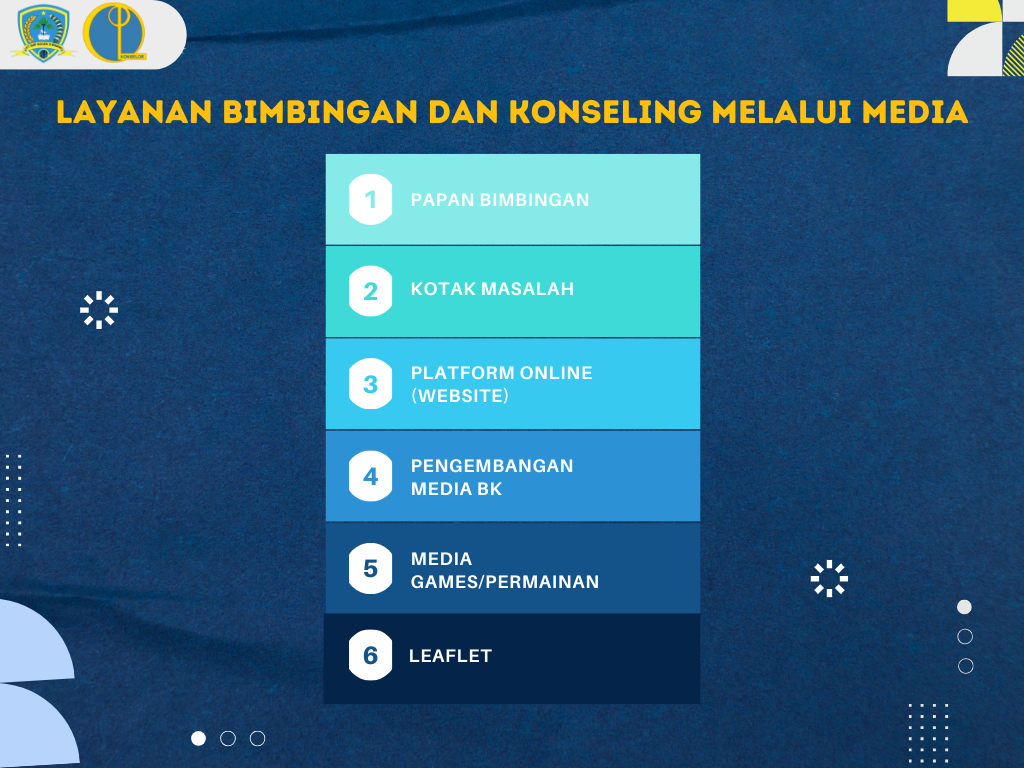 LAYANAN BIMBINGAN DAN KONSELING MELALUI MEDIA
1 PAPAN BIMBINGAN
2 KOTAK MASALAH
3 PLATFORM ONLINE
(WEBSITE)
4 PENGEMBANGAN
MEDIA BK
5 MEDIA
GAMES/PERMAINAN
6 LEAFLET